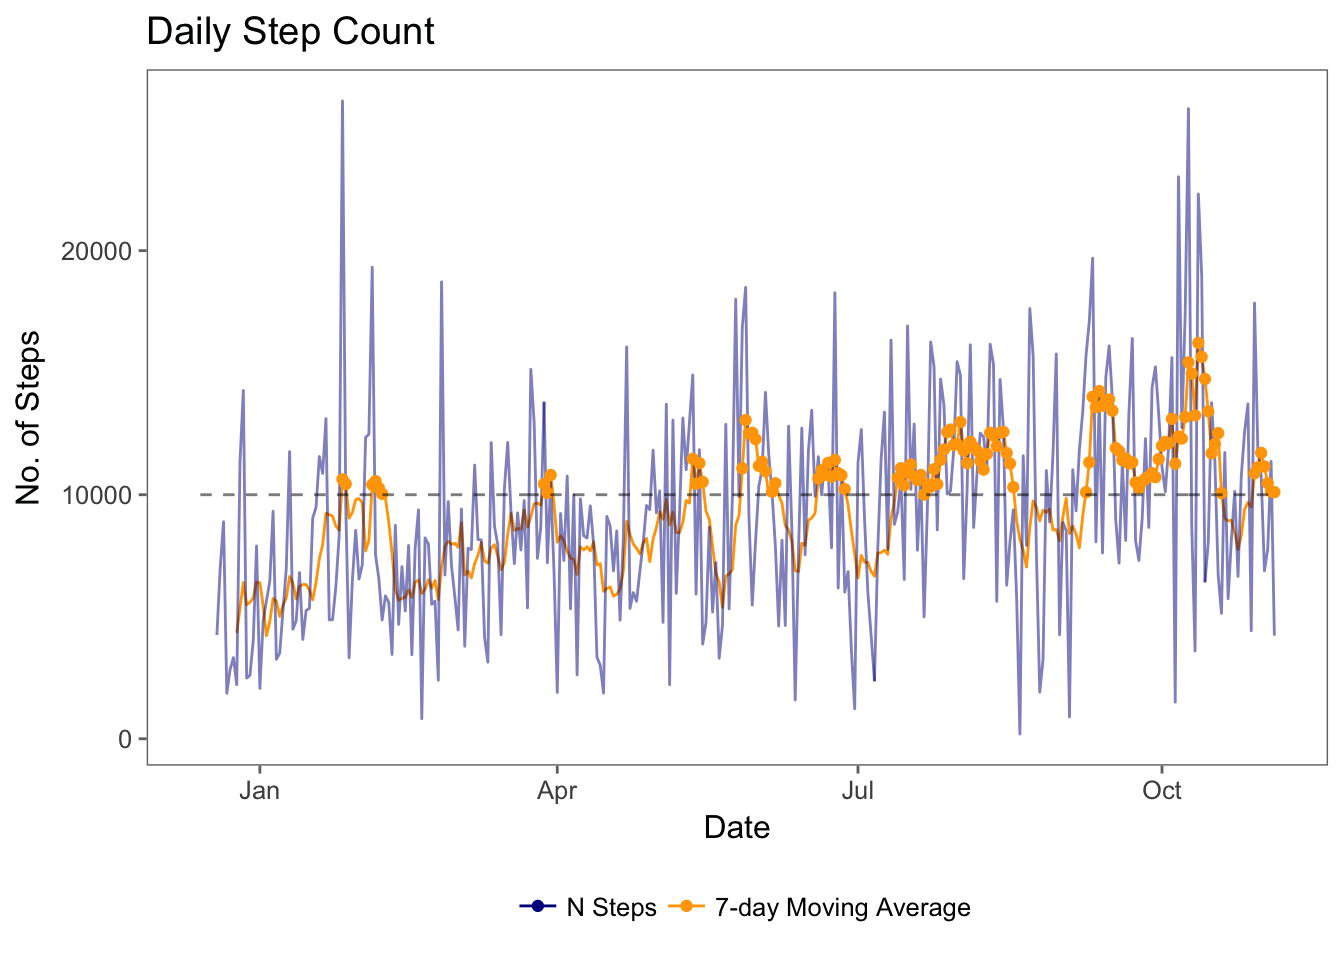 Daily Step Count
No. of Steps
20000
10000
0
Jan Apr Jul Oct
Date
N Steps 7-day Moving Average